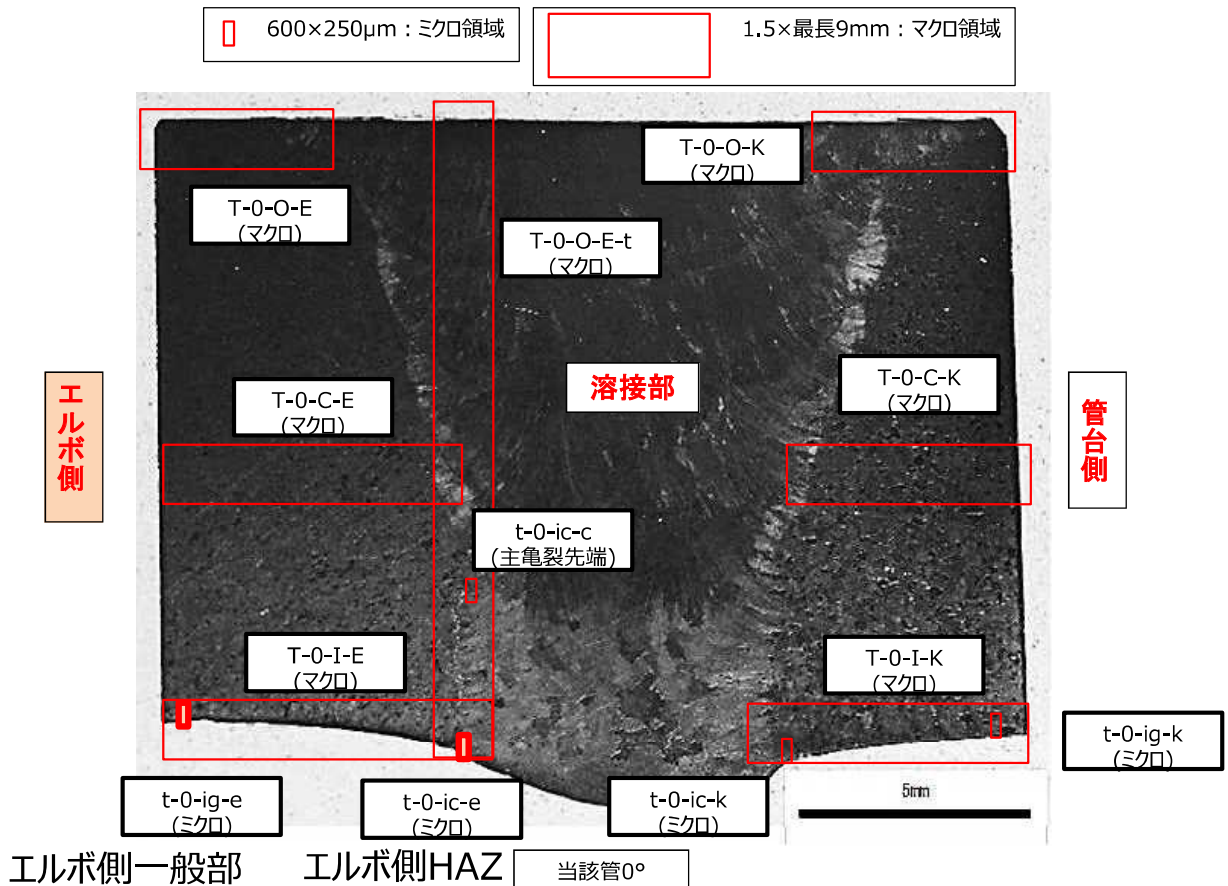 600×250μm：ミクロ領域
1.5×最長9mm：マクロ領域
T-0-O-K
(マクロ)
T-0-O-E
(マクロ)
T-0-O-E-t
(マクロ)
エルボ側
溶接部
管台側
T-0-C-E
(マクロ)
T-0-C-K
(マクロ)
t-0-ic-c
(主亀裂先端)
T-0-I-E
(マクロ)
T-0-I-K
(マクロ)
t-0-ig-k
(ミクロ)
5mm
t-0-ig-e
(ミクロ)
t-0-ic-e
(ミクロ)
t-0-ic-k
(ミクロ)
エルボ側一般部
エルボ側HAZ
当該管0°